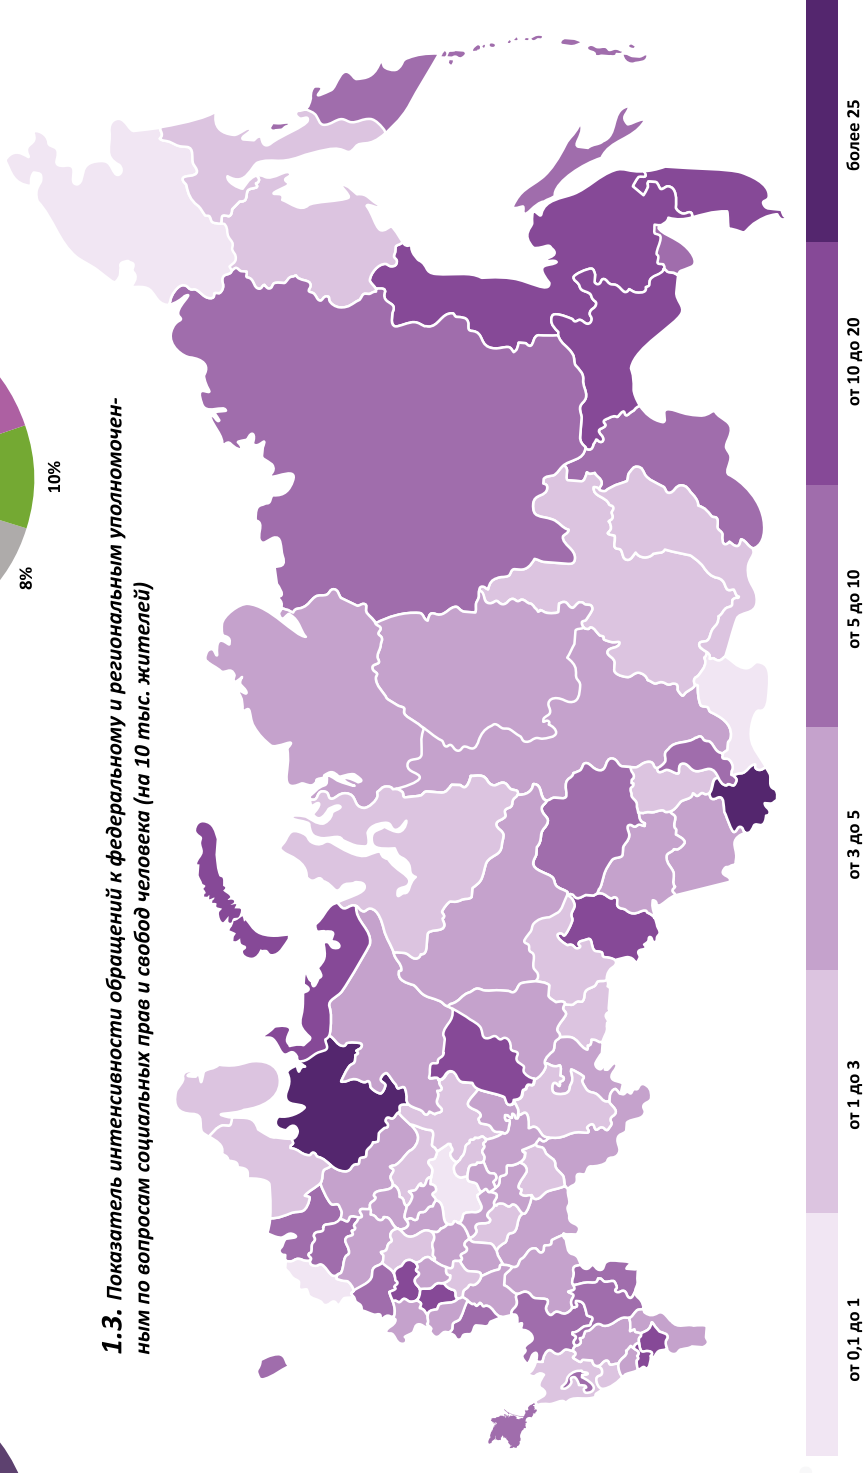 10%
8%
1.3. Показатель интенсивности обращений к федеральному и региональным уполномочен-
ным по вопросам социальных прав и свобод человека (на 10 тыс. жителей)
от 0,1 до 1
от 1 до 3
от 3 до 5
от 5 до 10
от 10 до 20
более 25